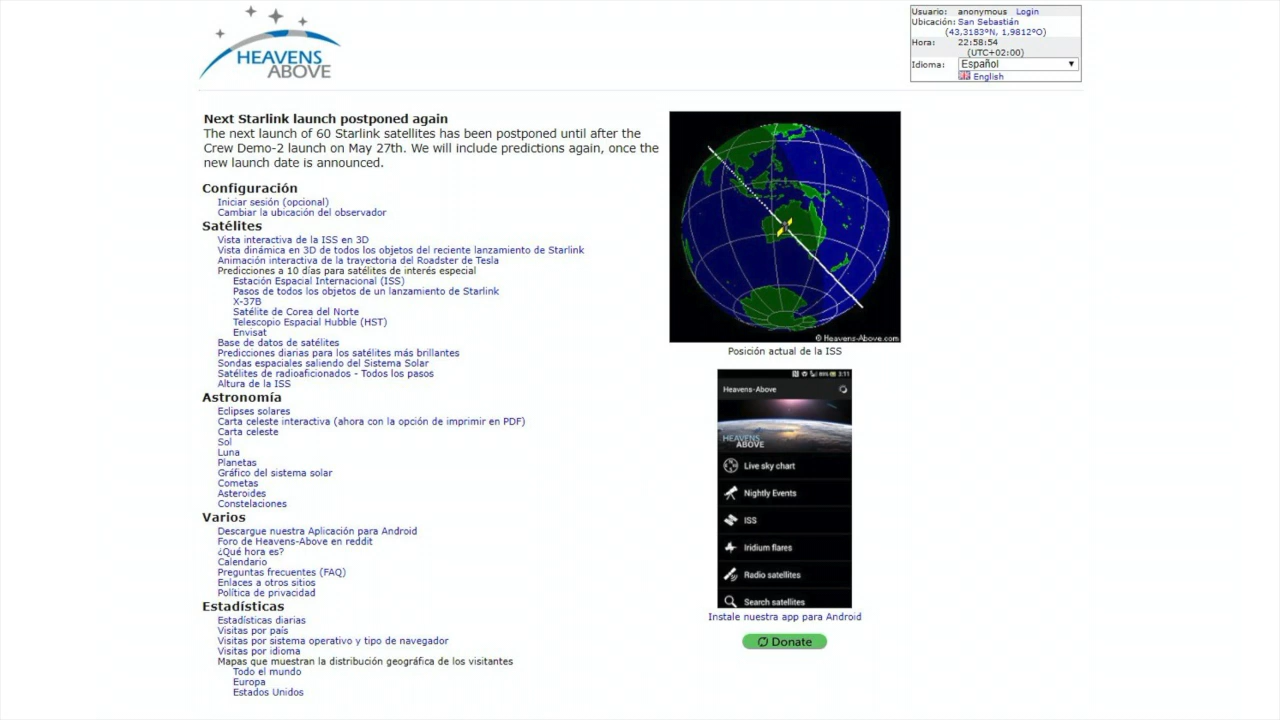 HEAVENS
ABOVE
Usuario: anonymous Login
Ubicación: San Sebastián
(43,3183ºN, 1,9812ºO)
Hora: 22:58:54
(UTC+02:00)
Idioma: Español
English
Next Starlink launch postponed again
The next launch of 60 Starlink satellites has been postponed until after the
Crew Demo-2 launch on May 27th. We will include predictions again, once the
new launch date is announced.
Configuración
Iniciar sesión (opcional)
Cambiar la ubicación del observador
Satélites
Vista interactiva de la ISS en 3D
Vista dinámica en 3D de todos los objetos del reciente lanzamiento de Starlink
Animación interactiva de la trayectoria del Roadster de Tesla
Predicciones a 10 días para satélites de interés especial
Estación Espacial Internacional (ISS)
Pasos de todos los objetos de un lanzamiento de Starlink
X-37B
Satélite de Corea del Norte
Telescopio Espacial Hubble (HST)
Envisat
Base de datos de satélites
Predicciones diarias para los satélites más brillantes
Sondas espaciales saliendo del Sistema Solar
Satélites de radioaficionados - Todos los pasos
Altura de la ISS
Astronomía
Eclipses solares
Carta celeste interactiva (ahora con la opción de imprimir en PDF)
Carta celeste
Sol
Luna
Planetas
Gráfico del sistema solar
Cometas
Asteroides
Constelaciones
Varios
Descargue nuestra Aplicación para Android
Foro de Heavens-Above en reddit
¿Qué hora es?
Calendario
Preguntas frecuentes (FAQ)
Enlaces a otros sitios
Política de privacidad
Estadísticas
Estadísticas diarias
Visitas por país
Visitas por sistema operativo y tipo de navegador
Visitas por idioma
Mapas que muestran la distribución geográfica de los visitantes
Todo el mundo
Europa
Estados Unidos
© Heavens-Above.com
Posición actual de la ISS
3:11
Heavens-Above
HEAVENS
ABOVE
Live sky chart
Nightly Events
ISS
Iridium flares
Radio satellites
Search satellites
Instale nuestra app para Android
Donate